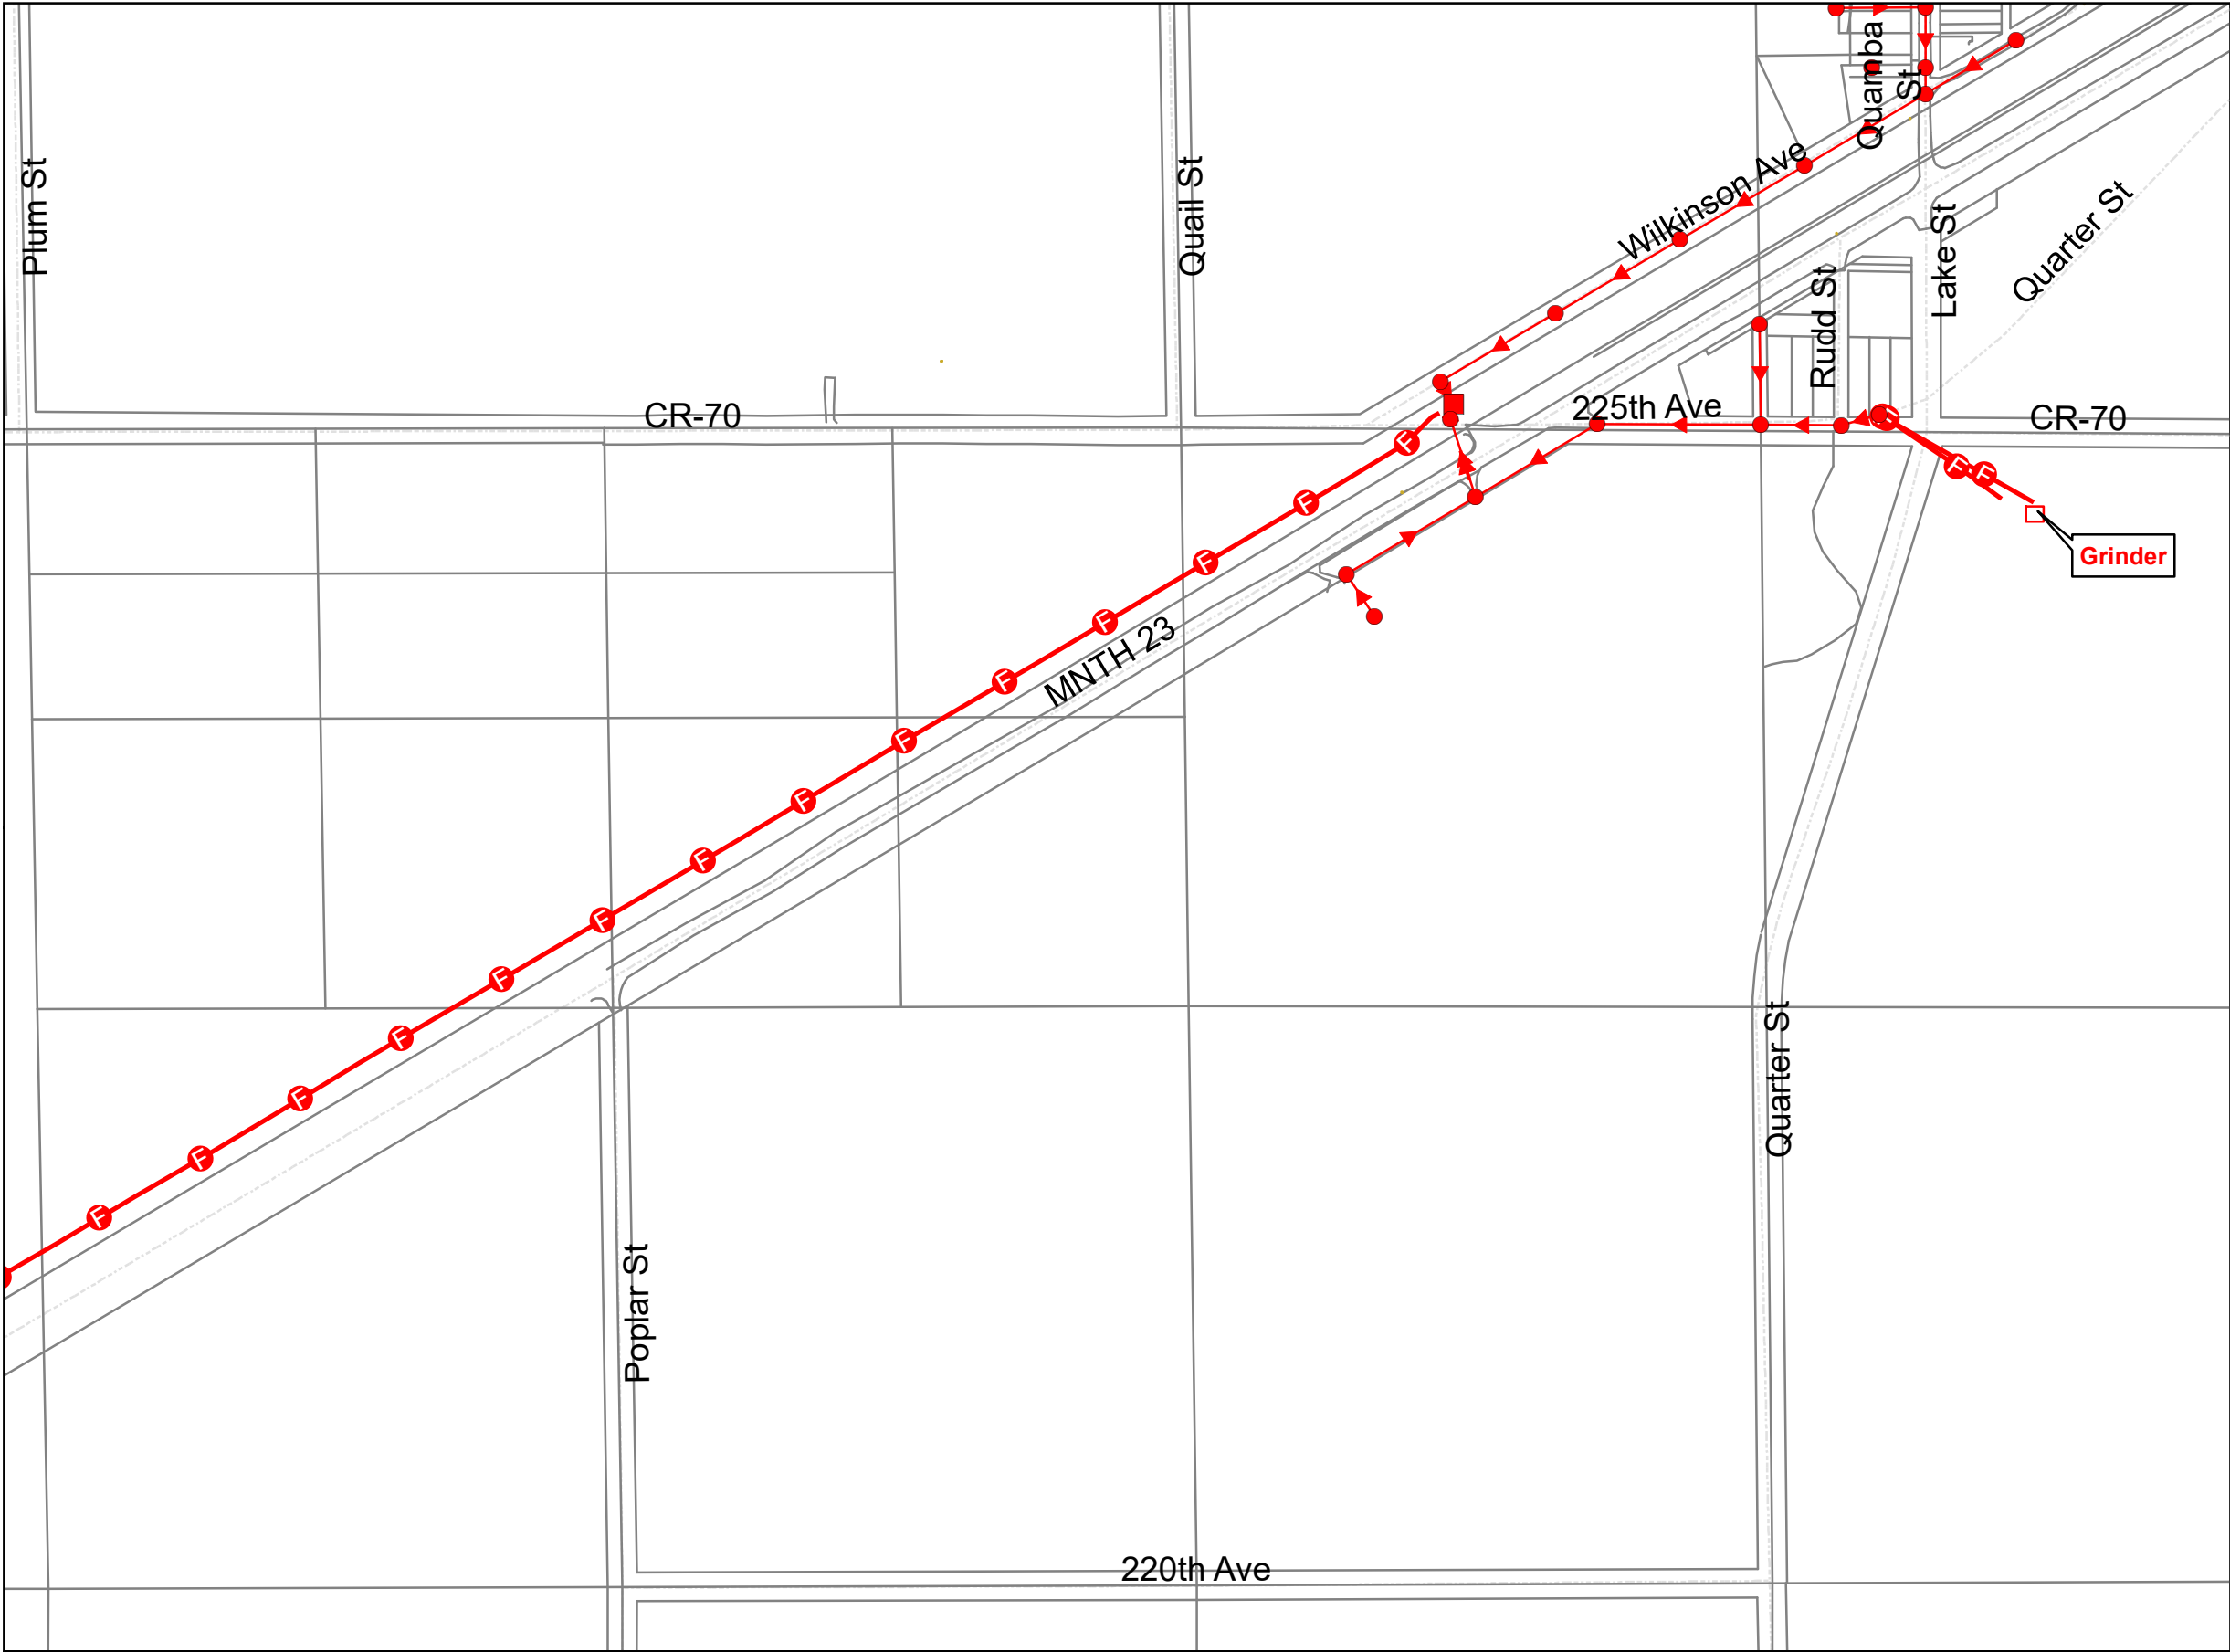 Quamba
St
Plum St
Quail St
Wilkinson Ave
Quarter St
Lake St
Rudd St
CR-70
225th Ave
CR-70
F
F
F
F
Grinder
F
F
F
MNTH 23
F
F
F
F
F
F
F
F
Quarter St
F
F
Poplar St
220th Ave